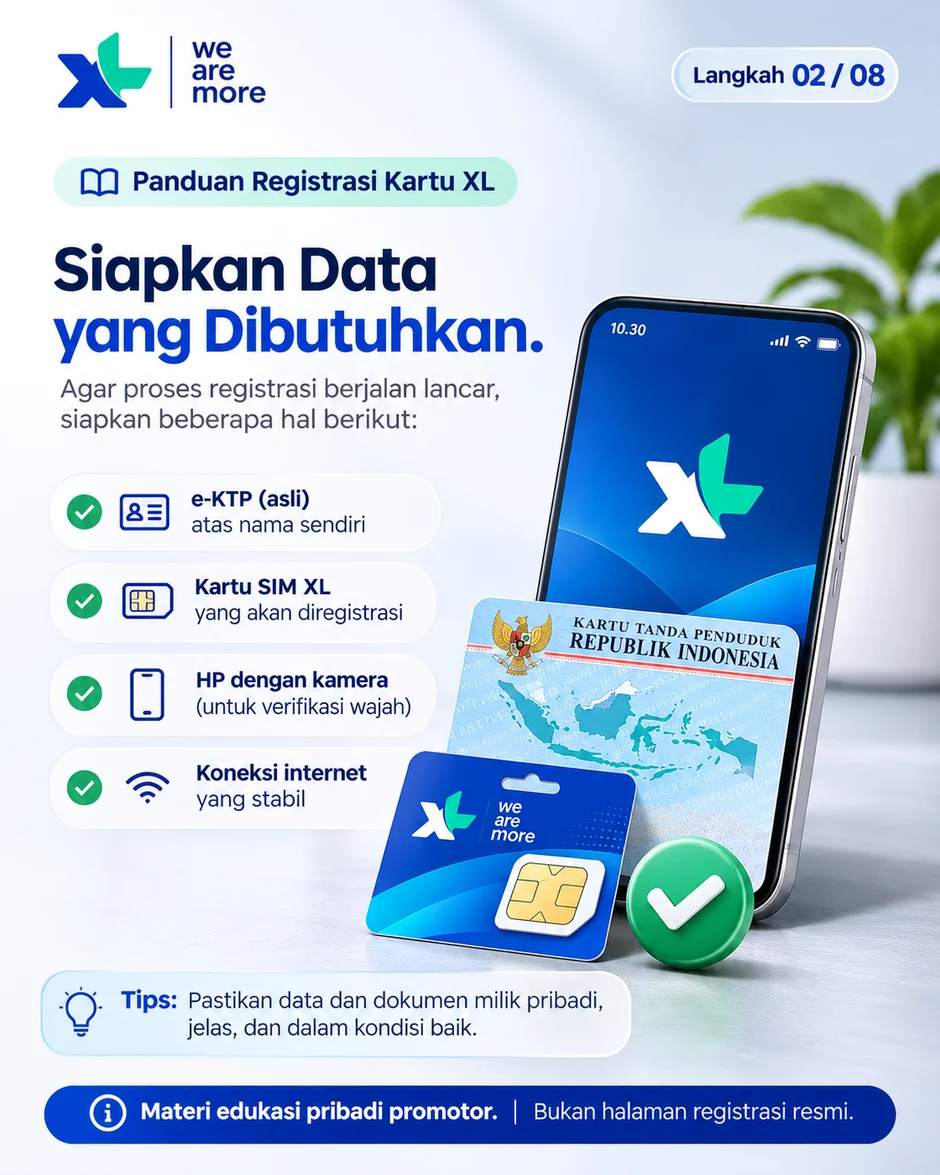 XL
we
are
more
Langkah 02 / 08
Panduan Registrasi Kartu XL
Siapkan Data
yang Dibutuhkan.
Agar proses registrasi berjalan lancar,
siapkan beberapa hal berikut:
e-KTP (asli)
atas nama sendiri
Kartu SIM XL
yang akan diregistrasi
HP dengan kamera
(untuk verifikasi wajah)
Koneksi internet
yang stabil
10.30
XL
KARTU TANDA PENDUDUK
REPUBLIK INDONESIA
XL
we
are
more
Tips: Pastikan data dan dokumen milik pribadi,
jelas, dan dalam kondisi baik.
Materi edukasi pribadi promotor. | Bukan halaman registrasi resmi.